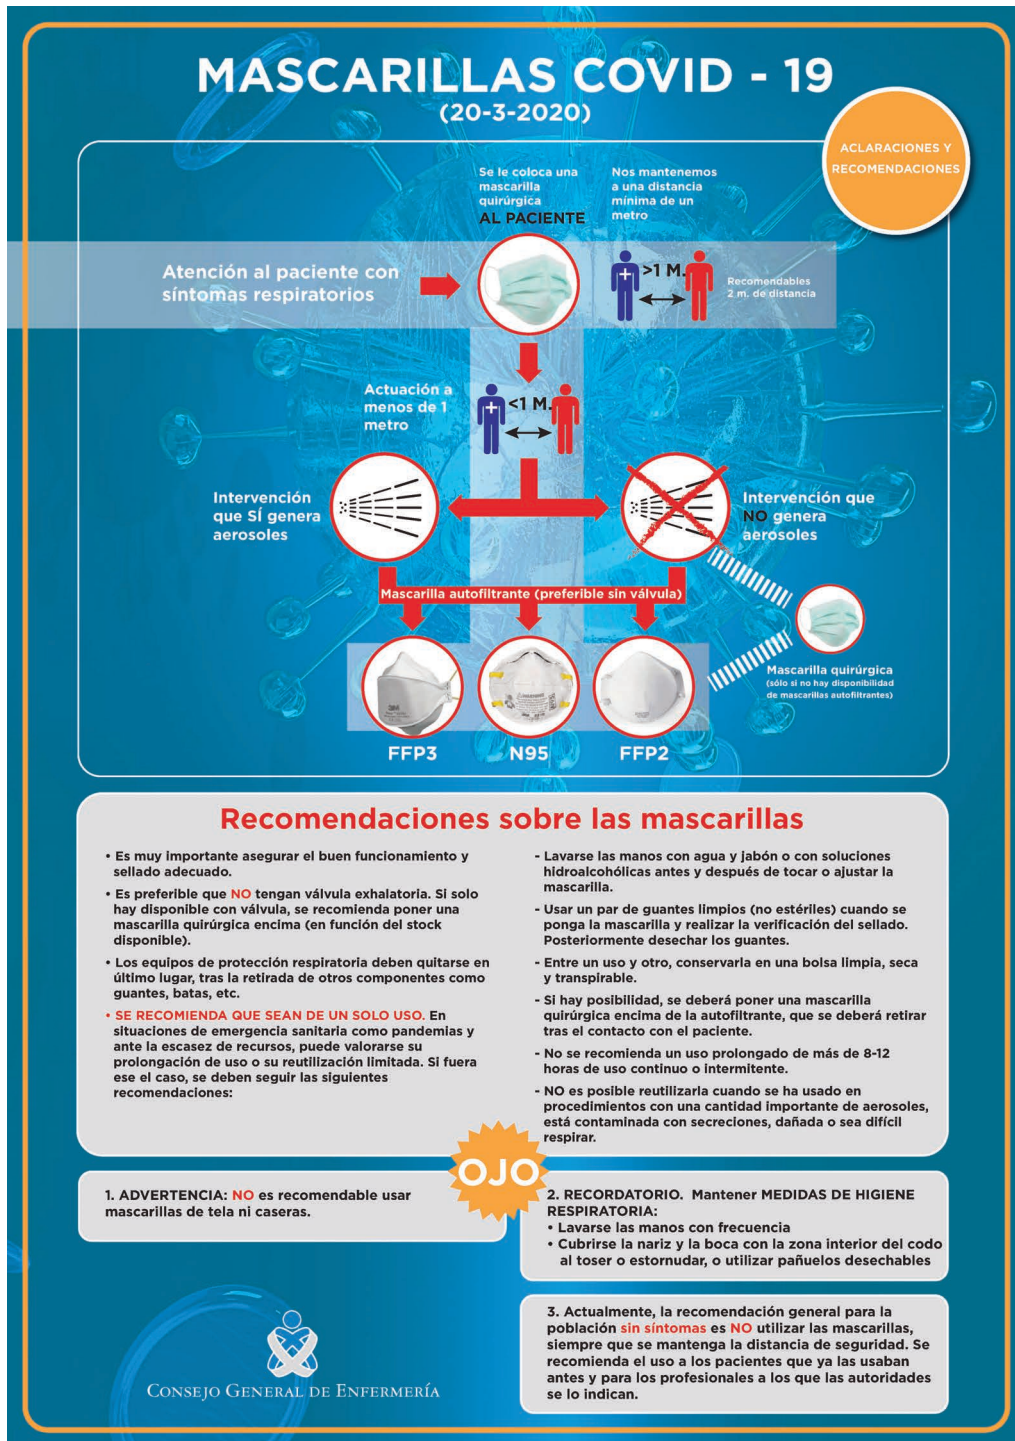 MASCARILLAS COVID - 19
(20-3-2020)
ACLARACIONES Y
RECOMENDACIONES
Se le coloca una
mascarilla
quirúrgica
AL PACIENTE
Nos mantenemos
a una distancia
mínima de un
metro
Atención al paciente con
síntomas respiratorios
>1 M.
Recomendables
2 m. de distancia
Actuación a
menos de 1
metro
<1 M.
Intervención
que SÍ genera
aerosoles
Intervención que
NO genera
aerosoles
Mascarilla autofiltrante (preferible sin válvula)
Mascarilla quirúrgica
(sólo si no hay disponibilidad
de mascarillas autofiltrantes)
3M
FFP3
N95
FFP2
Recomendaciones sobre las mascarillas
• Es muy importante asegurar el buen funcionamiento y
sellado adecuado.
• Es preferible que NO tengan válvula exhalatoria. Si solo
hay disponible con válvula, se recomienda poner una
mascarilla quirúrgica encima (en función del stock
disponible).
• Los equipos de protección respiratoria deben quitarse en
último lugar, tras la retirada de otros componentes como
guantes, batas, etc.
• SE RECOMIENDA QUE SEAN DE UN SOLO USO. En
situaciones de emergencia sanitaria como pandemias y
ante la escasez de recursos, puede valorarse su
prolongación de uso o su reutilización limitada. Si fuera
ese el caso, se deben seguir las siguientes
recomendaciones:
- Lavarse las manos con agua y jabón o con soluciones
hidroalcohólicas antes y después de tocar o ajustar la
mascarilla.
- Usar un par de guantes limpios (no estériles) cuando se
ponga la mascarilla y realizar la verificación del sellado.
Posteriormente desechar los guantes.
- Entre un uso y otro, conservarla en una bolsa limpia, seca
y transpirable.
- Si hay posibilidad, se deberá poner una mascarilla
quirúrgica encima de la autofiltrante, que se deberá retirar
tras el contacto con el paciente.
- No se recomienda un uso prolongado de más de 8-12
horas de uso continuo o intermitente.
- NO es posible reutilizarla cuando se ha usado en
procedimientos con una cantidad importante de aerosoles,
está contaminada con secreciones, dañada o sea difícil
respirar.
OJO
1. ADVERTENCIA: NO es recomendable usar
mascarillas de tela ni caseras.
2. RECORDATORIO. Mantener MEDIDAS DE HIGIENE
RESPIRATORIA:
• Lavarse las manos con frecuencia
• Cubrirse la nariz y la boca con la zona interior del codo
al toser o estornudar, o utilizar pañuelos desechables
3. Actualmente, la recomendación general para la
población sin síntomas es NO utilizar las mascarillas,
siempre que se mantenga la distancia de seguridad. Se
recomienda el uso a los pacientes que ya las usaban
antes y para los profesionales a los que las autoridades
se lo indican.
CONSEJO GENERAL DE ENFERMERÍA